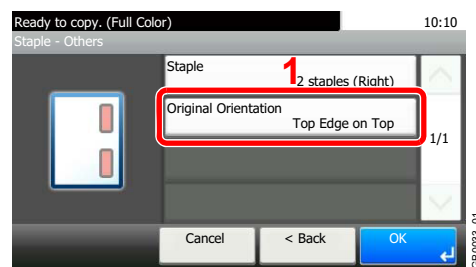 Ready to copy. (Full Color) 10:10
Staple - Others
Staple
1
2 staples (Right)
Original Orientation
Top Edge on Top
1/1
Cancel < Back OK